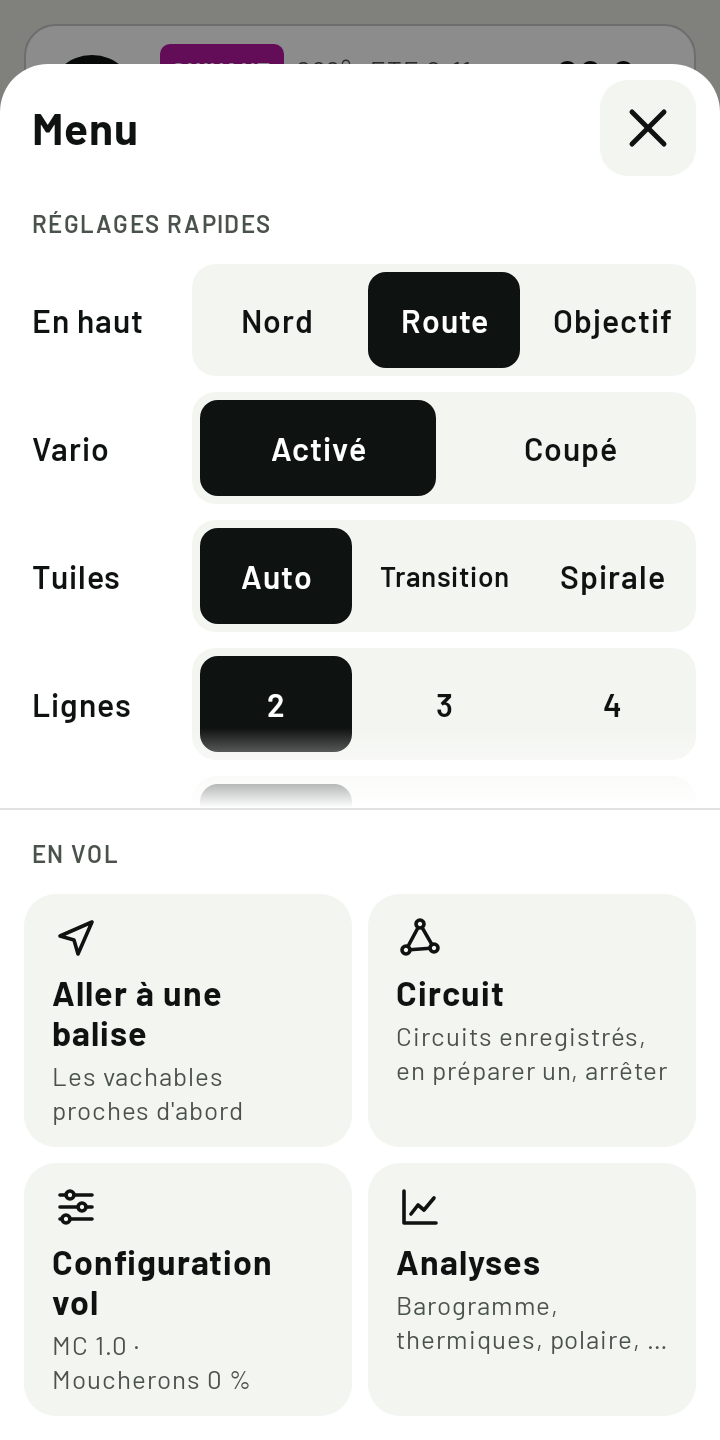 Menu
RÉGLAGES RAPIDES
En haut Nord Route Objectif
Vario Activé Coupé
Tuiles Auto Transition Spirale
Lignes 2 3 4
EN VOL
Aller à une
balise
Les vachables
proches d'abord
Circuit
Circuits enregistrés,
en préparer un, arrêter
Configuration
vol
MC 1.0 ·
Moucherons 0 %
Analyses
Barogramme,
thermiques, polaire, ...